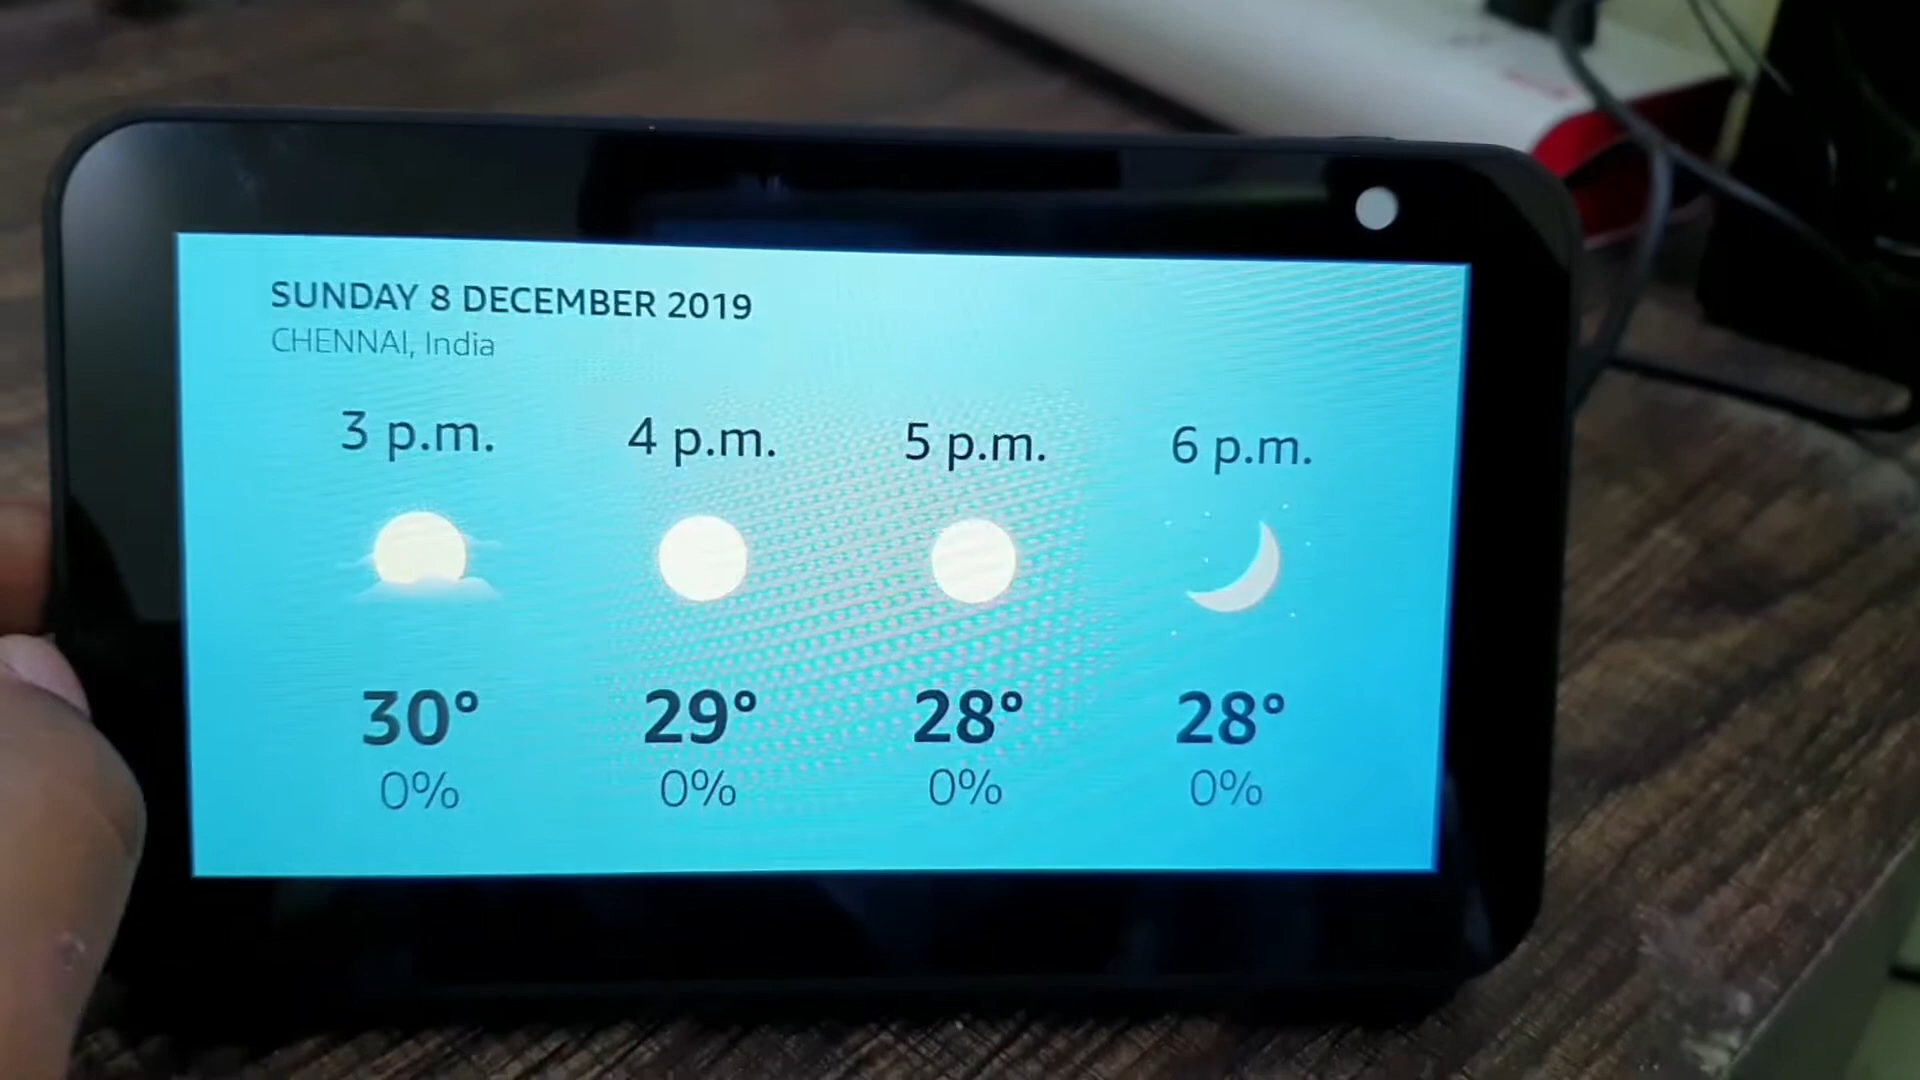 SUNDAY 8 DECEMBER 2019
CHENNAI, India
3 p.m. 4 p.m. 5 p.m. 6 p.m.
30° 29° 28° 28°
0% 0% 0% 0%